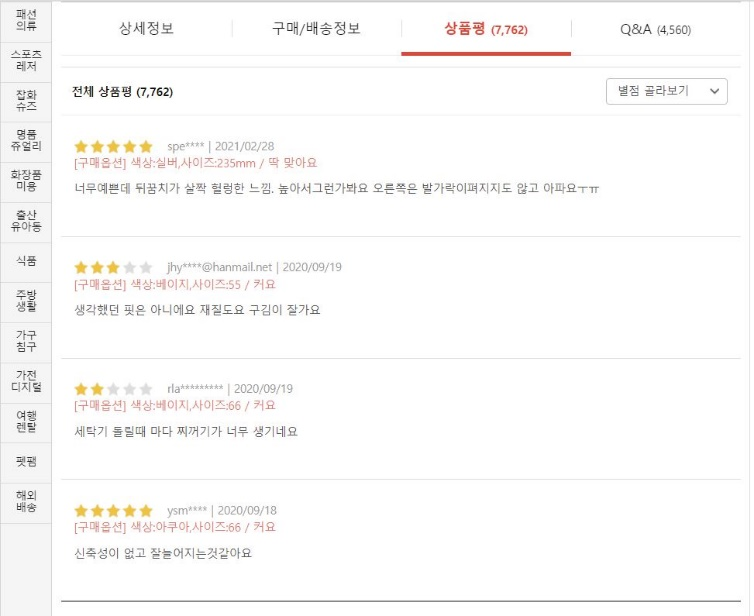 패션
의류
스포츠
레저
잡화
슈즈
명품
쥬얼리
화장품
미용
출산
유아동
식품
주방
생활
가구
침구
가전
디지털
여행
렌탈
펫팸
해외
배송
상세정보
구매/배송정보
상품평 (7,762)
Q&A (4,560)
전체 상품평 (7,762)
별점 골라보기
spe**** | 2021/02/28
[구매옵션] 색상:실버,사이즈:235mm / 딱 맞아요
너무예쁜데 뒤꿈치가 살짝 헐렁한 느낌. 높아서그런가봐요 오른쪽은 발가락이펴지지도 않고 아파요ㅜㅠ
jhy****@hanmail.net | 2020/09/19
[구매옵션] 색상:베이지,사이즈:55 / 커요
생각했던 핏은 아니에요 재질도요 구김이 잘가요
rla********* | 2020/09/19
[구매옵션] 색상:베이지,사이즈:66 / 커요
세탁기 돌릴때 마다 찌꺼기가 너무 생기네요
ysm**** | 2020/09/18
[구매옵션] 색상:아쿠아,사이즈:66 / 커요
신축성이 없고 잘늘어지는것같아요